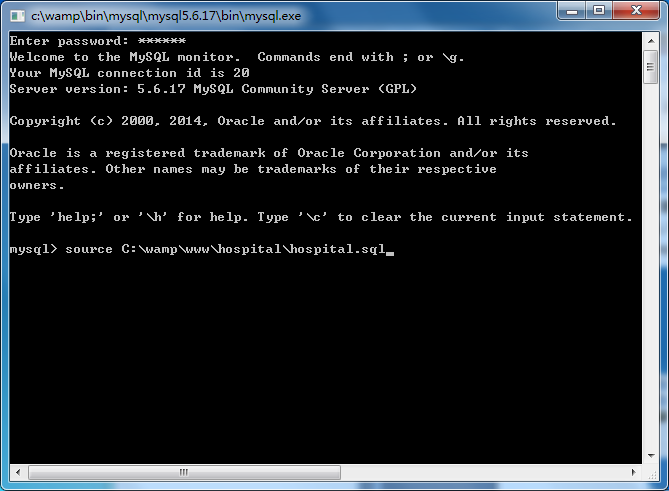 c:\wamp\bin\mysql\mysql5.6.17\bin\mysql.exe
Enter password: ******
Welcome to the MySQL monitor.  Commands end with ; or \g.
Your MySQL connection id is 20
Server version: 5.6.17 MySQL Community Server (GPL)
Copyright (c) 2000, 2014, Oracle and/or its affiliates. All rights reserved.
Oracle is a registered trademark of Oracle Corporation and/or its
affiliates. Other names may be trademarks of their respective
owners.
Type 'help;' or '\h' for help. Type '\c' to clear the current input statement.
mysql> source C:\wamp\www\hospital\hospital.sql